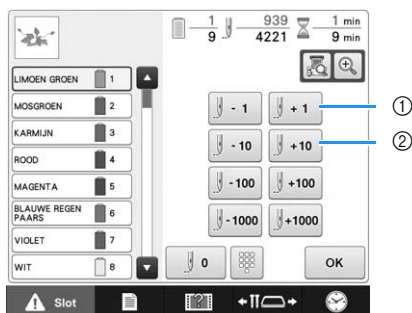 1 939 1 min
9 4221 9 min
LIMOEN GROEN 1
MOSGROEN 2
KARMIJN 3
ROOD 4
MAGENTA 5
BLAUWE REGEN PAARS 6
VIOLET 7
WIT 8
- 1 + 1 ①
- 10 +10 ②
- 100 +100
- 1000 +1000
0 OK
Slot